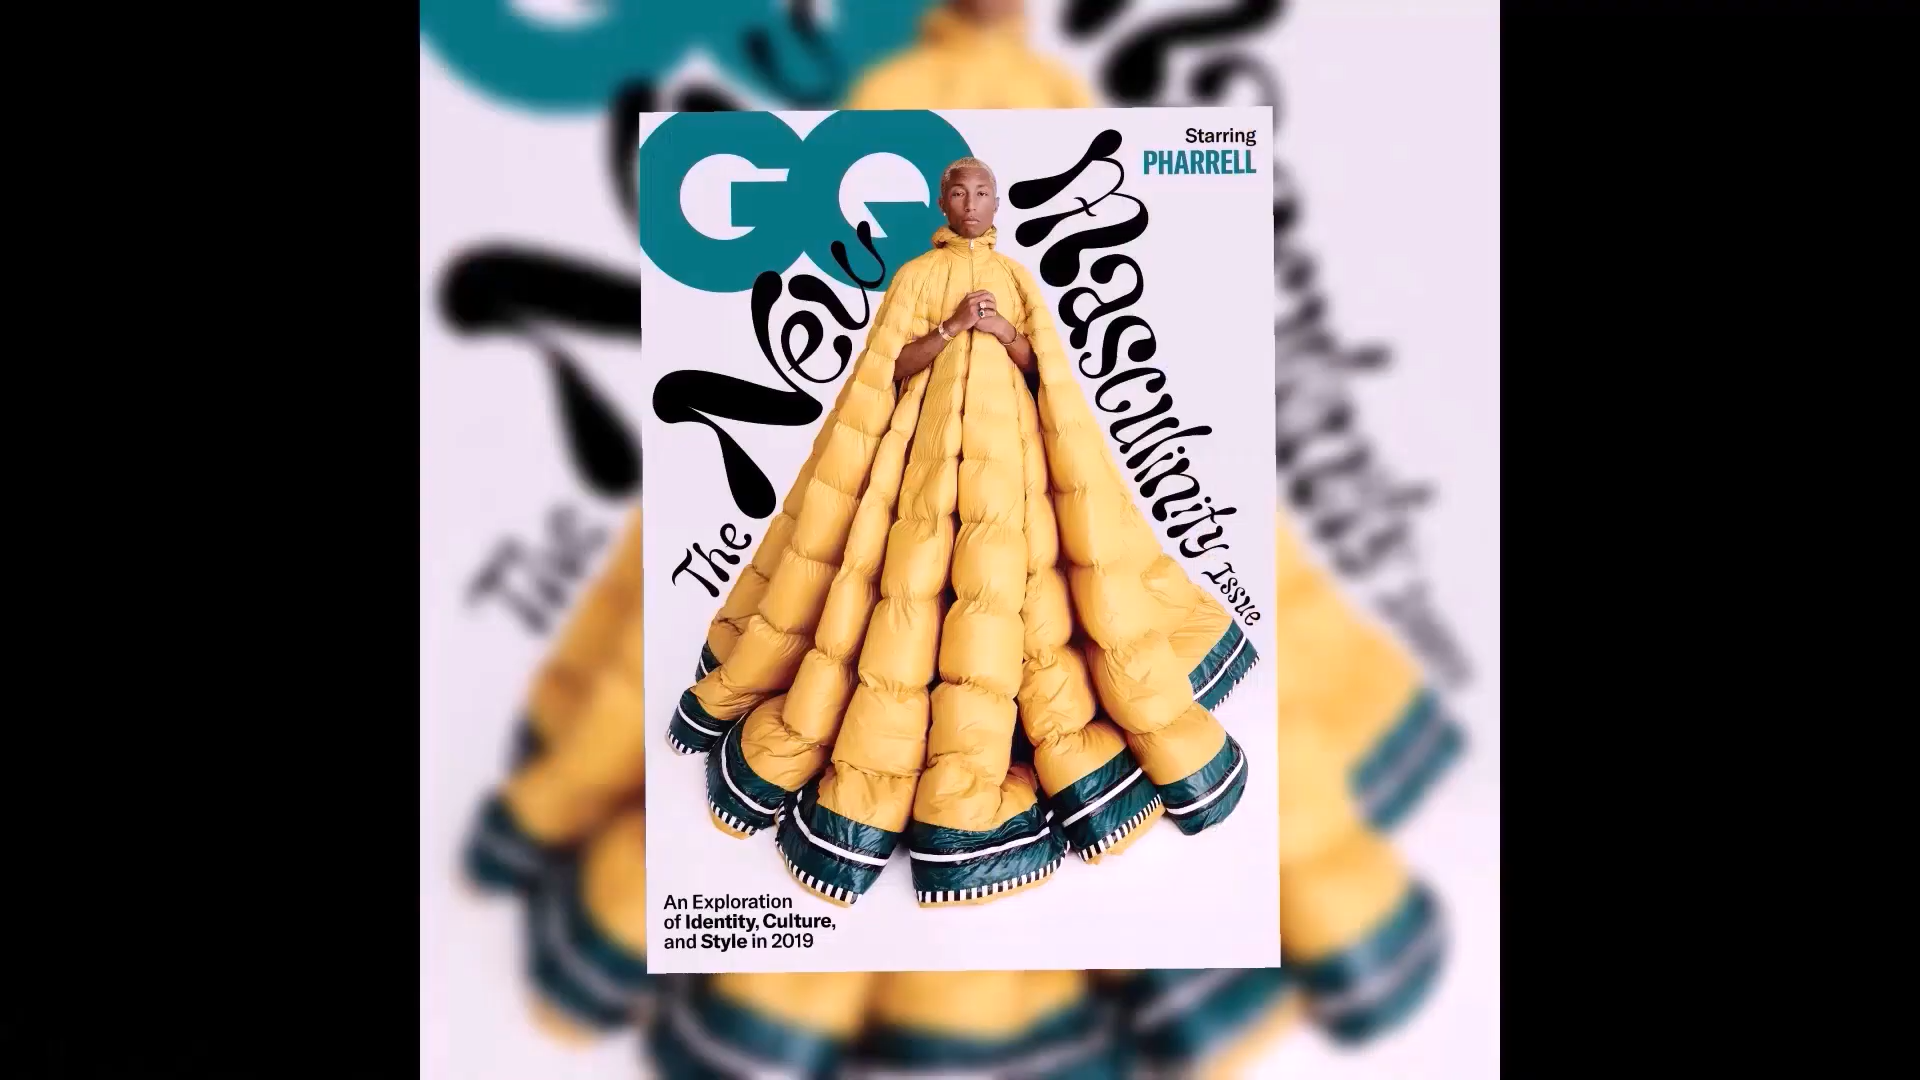 GQ
Starring
PHARRELL
The New
Masculinity Issue
An Exploration
of Identity, Culture,
and Style in 2019